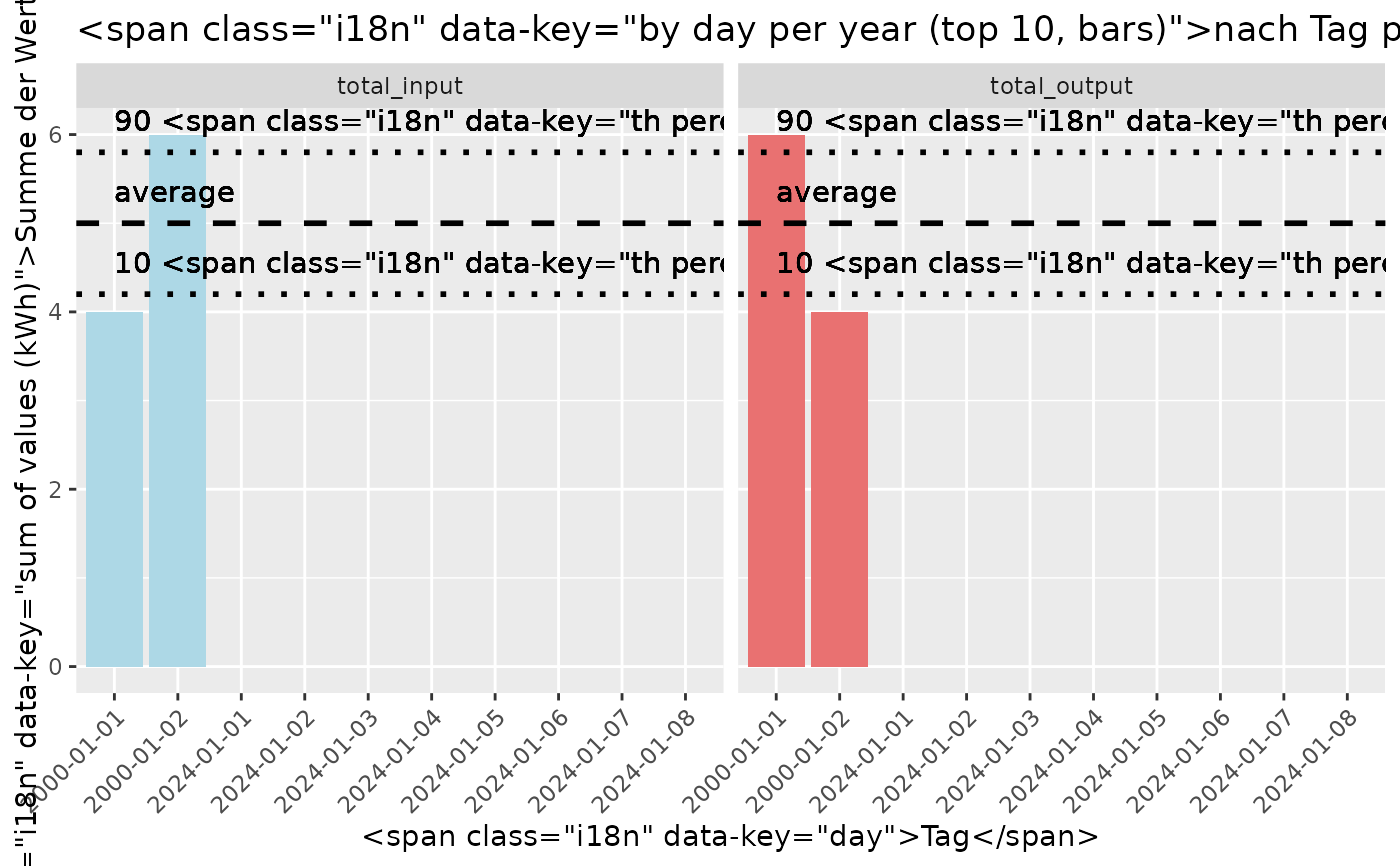 <span class="i18n" data-key="by day per year (top 10, bars)">nach Tag p
="i18n" data-key="sum of values (kWh)">Summe der Wert
total_input
total_output
6
4
2
0
90 <span class="i18n" data-key="th perc
average
10 <span class="i18n" data-key="th perc
90 <span class="i18n" data-key="th perc
average
10 <span class="i18n" data-key="th perc
2000-01-01
2000-01-02
2024-01-01
2024-01-02
2024-01-03
2024-01-04
2024-01-05
2024-01-06
2024-01-07
2024-01-08
2000-01-01
2000-01-02
2024-01-01
2024-01-02
2024-01-03
2024-01-04
2024-01-05
2024-01-06
2024-01-07
2024-01-08
<span class="i18n" data-key="day">Tag</span>